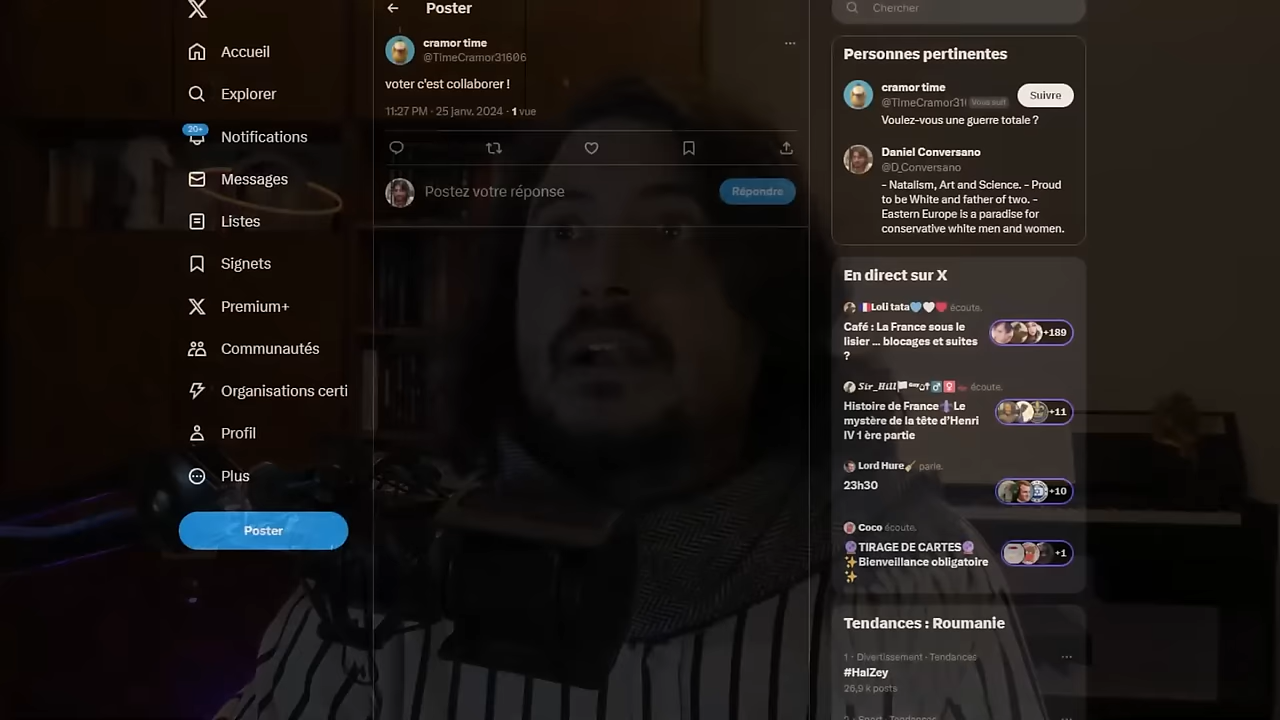 Accueil
Explorer
20+
Notifications
Messages
Listes
Signets
Premium+
Communautés
Organisations certi
Profil
Plus
Poster
Poster
cramor time
@TimeCramor31606
voter c'est collaborer !
11:27 PM · 25 janv. 2024 · 1 vue
Postez votre réponse
Répondre
Chercher
Personnes pertinentes
cramor time
@TimeCramor31
Vous suit
Suivre
Voulez-vous une guerre totale ?
Daniel Conversano
@D_Conversano
- Natalism, Art and Science. - Proud
to be White and father of two. -
Eastern Europe is a paradise for
conservative white men and women.
En direct sur X
Loli tata écoute.
Café : La France sous le
lisier ... blocages et suites
?
+189
Sir_Hill écoute.
Histoire de France Le
mystère de la tête d'Henri
IV 1 ère partie
+11
Lord Hure parle.
23h30
+10
Coco écoute.
🔮TIRAGE DE CARTES🔮
✨Bienveillance obligatoire
✨
+1
Tendances : Roumanie
1 · Divertissement · Tendances
#HalZey
26,9 k posts